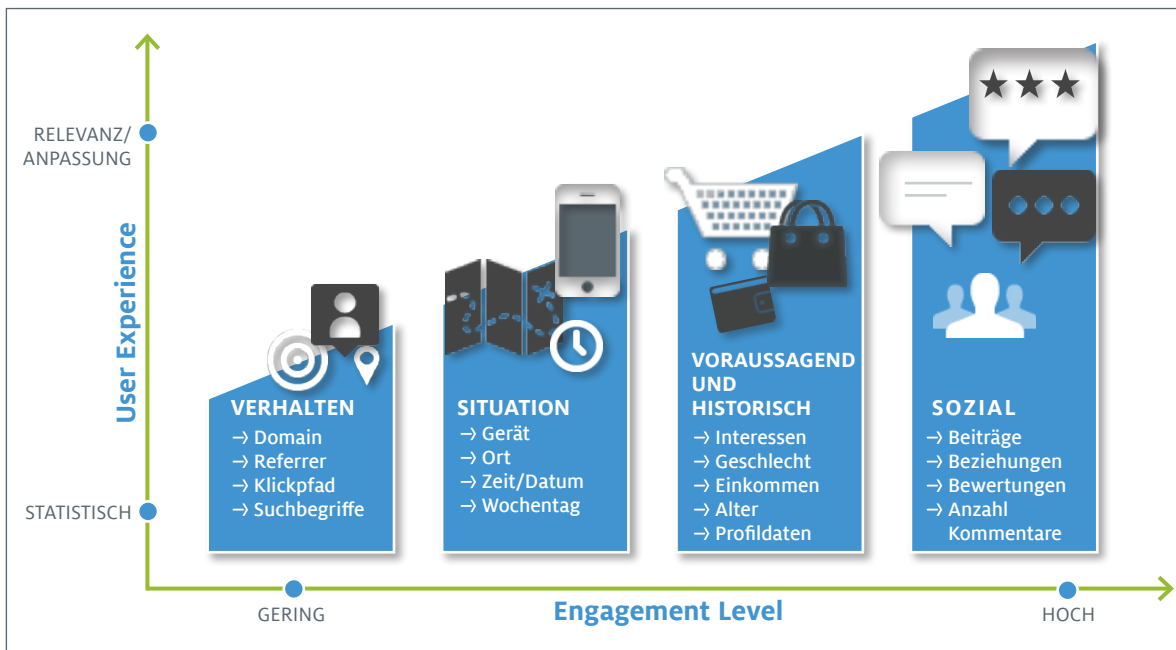 RELEVANZ/
ANPASSUNG
User Experience
STATISTISCH
VERHALTEN
→ Domain
→ Referrer
→ Klickpfad
→ Suchbegriffe
SITUATION
→ Gerät
→ Ort
→ Zeit/Datum
→ Wochentag
VORAUSSAGEND
UND
HISTORISCH
→ Interessen
→ Geschlecht
→ Einkommen
→ Alter
→ Profildaten
SOZIAL
→ Beiträge
→ Beziehungen
→ Bewertungen
→ Anzahl
Kommentare
GERING
Engagement Level
HOCH